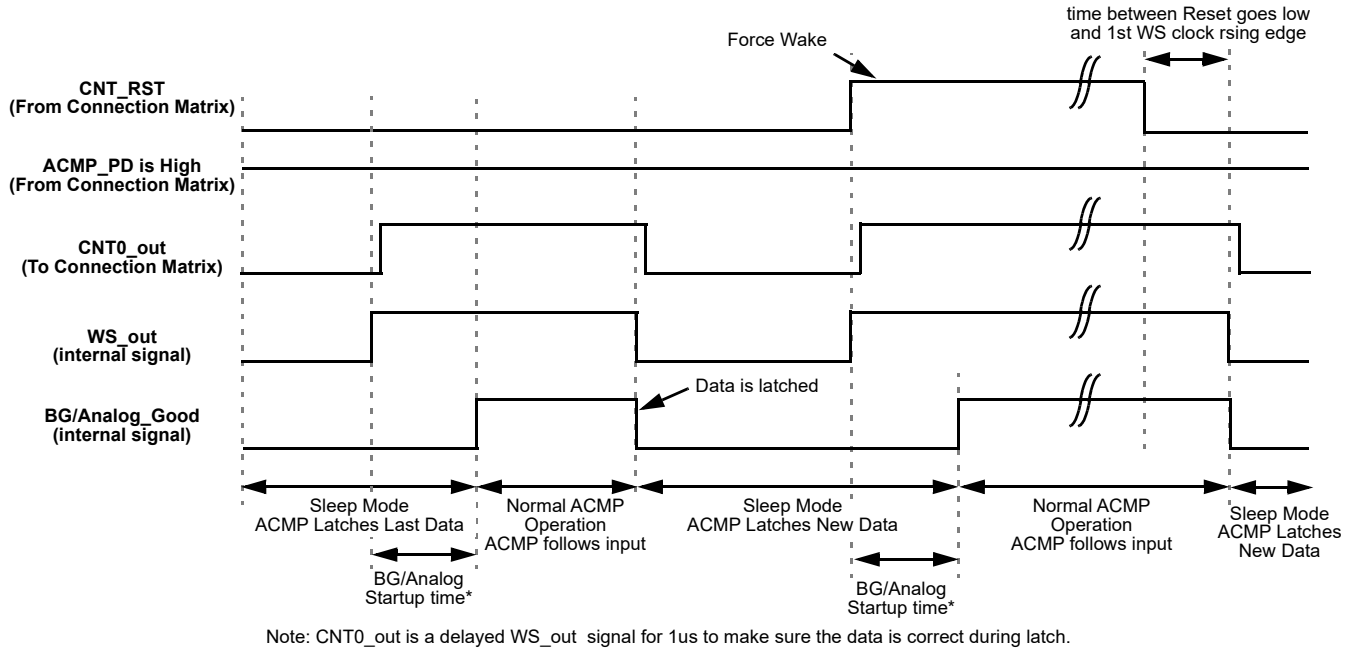 time between Reset goes low
and 1st WS clock rsing edge
Force Wake
CNT_RST
(From Connection Matrix)
ACMP_PD is High
(From Connection Matrix)
CNT0_out
(To Connection Matrix)
WS_out
(internal signal)
Data is latched
BG/Analog_Good
(internal signal)
Sleep Mode
ACMP Latches Last Data
Normal ACMP
Operation
ACMP follows input
Sleep Mode
ACMP Latches New Data
Normal ACMP
Operation
ACMP follows input
Sleep Mode
ACMP Latches
New Data
BG/Analog
Startup time*
BG/Analog
Startup time*
Note: CNT0_out is a delayed WS_out signal for 1us to make sure the data is correct during latch.